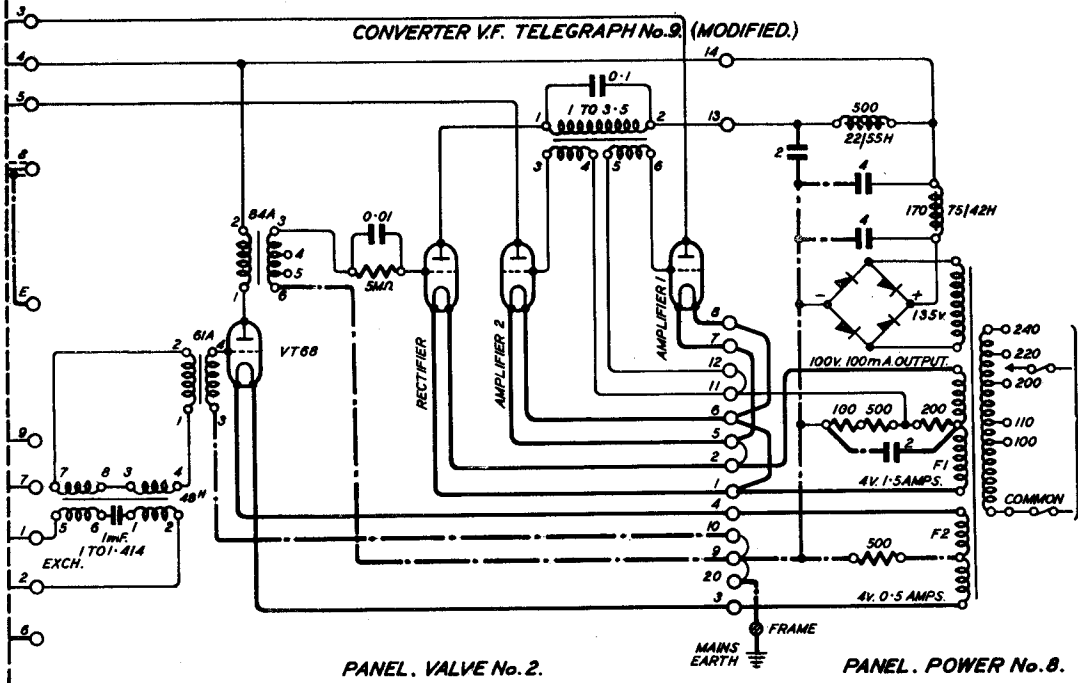 3
CONVERTER V.F. TELEGRAPH No.9. (MODIFIED.)
4
14
5
0·1
1 TO 3·5
1 2
13
500
22/55H
2
8
3 4 5 6
4
84A
2 3
0·01
170 75/42H
4
4
5
5MΩ
1 6
E
- +
135v.
61A
2 4
VT68
RECTIFIER
AMPLIFIER 2
AMPLIFIER 1
8
7
240
220
100V. 100mA. OUTPUT.
12
200
1 3
11
100 500 200
6
110
9
5
2
100
7 8 3 4
2
F1
7
48H
1
4V. 1·5AMPS.
COMMON
5 6 1 2
1mF.
4
1
1 TO 1·414
10
F2
EXCH.
9
500
2
20
3
4V. 0·5 AMPS.
6
FRAME
MAINS
EARTH
PANEL. VALVE No. 2.
PANEL. POWER No. 8.